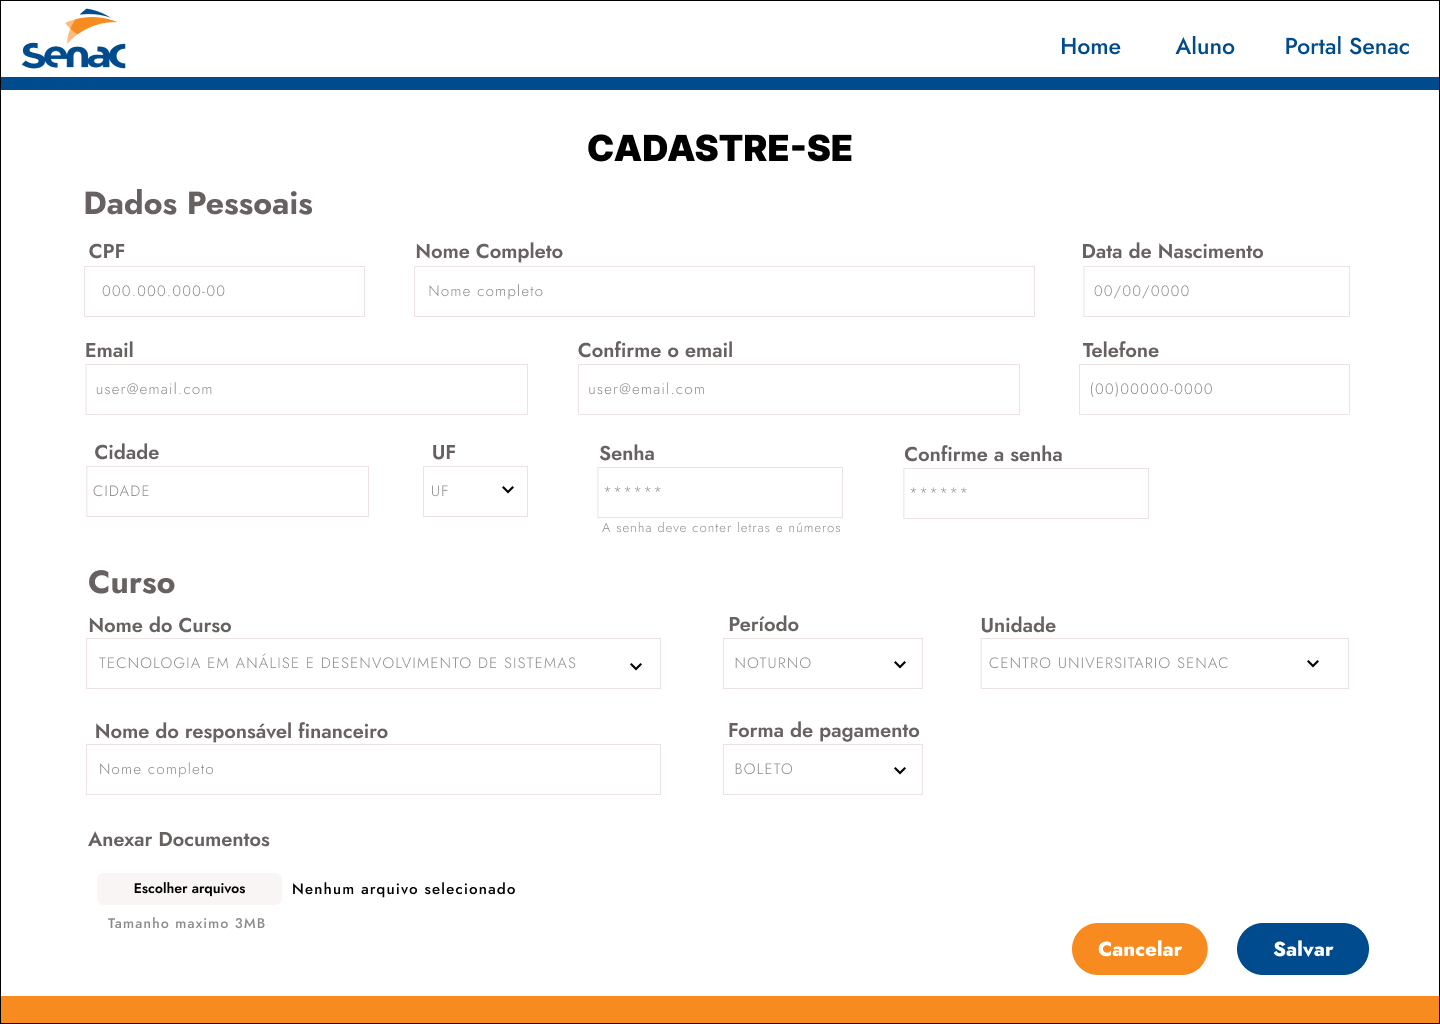 Senac
Home Aluno Portal Senac
CADASTRE-SE
Dados Pessoais
CPF Nome Completo Data de Nascimento
000.000.000-00 Nome completo 00/00/0000
Email Confirme o email Telefone
user@email.com user@email.com (00)00000-0000
Cidade UF Senha Confirme a senha
CIDADE UF ****** ******
A senha deve conter letras e números
Curso
Nome do Curso Período Unidade
TECNOLOGIA EM ANÁLISE E DESENVOLVIMENTO DE SISTEMAS NOTURNO CENTRO UNIVERSITARIO SENAC
Nome do responsável financeiro Forma de pagamento
Nome completo BOLETO
Anexar Documentos
Escolher arquivos Nenhum arquivo selecionado
Tamanho maximo 3MB
Cancelar Salvar